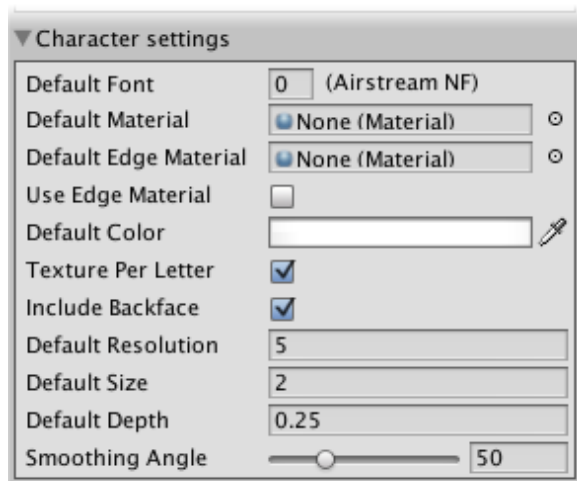 Character settings
Default Font 0 (Airstream NF)
Default Material None (Material)
Default Edge Material None (Material)
Use Edge Material
Default Color
Texture Per Letter
Include Backface
Default Resolution 5
Default Size 2
Default Depth 0.25
Smoothing Angle 50